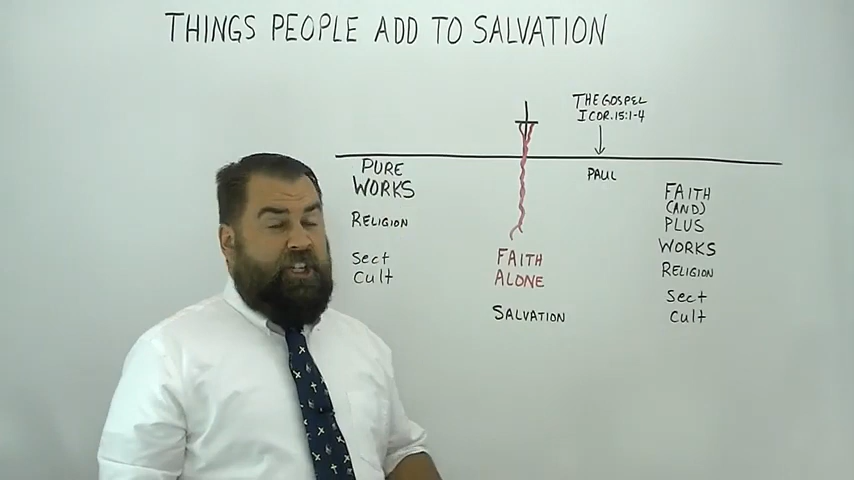 THINGS PEOPLE ADD TO SALVATION
THE GOSPEL
I COR. 15:1-4
PURE
WORKS
RELIGION
Sect
Cult
FAITH
ALONE
SALVATION
PAUL
FAITH
(AND)
PLUS
WORKS
RELIGION
Sect
Cult